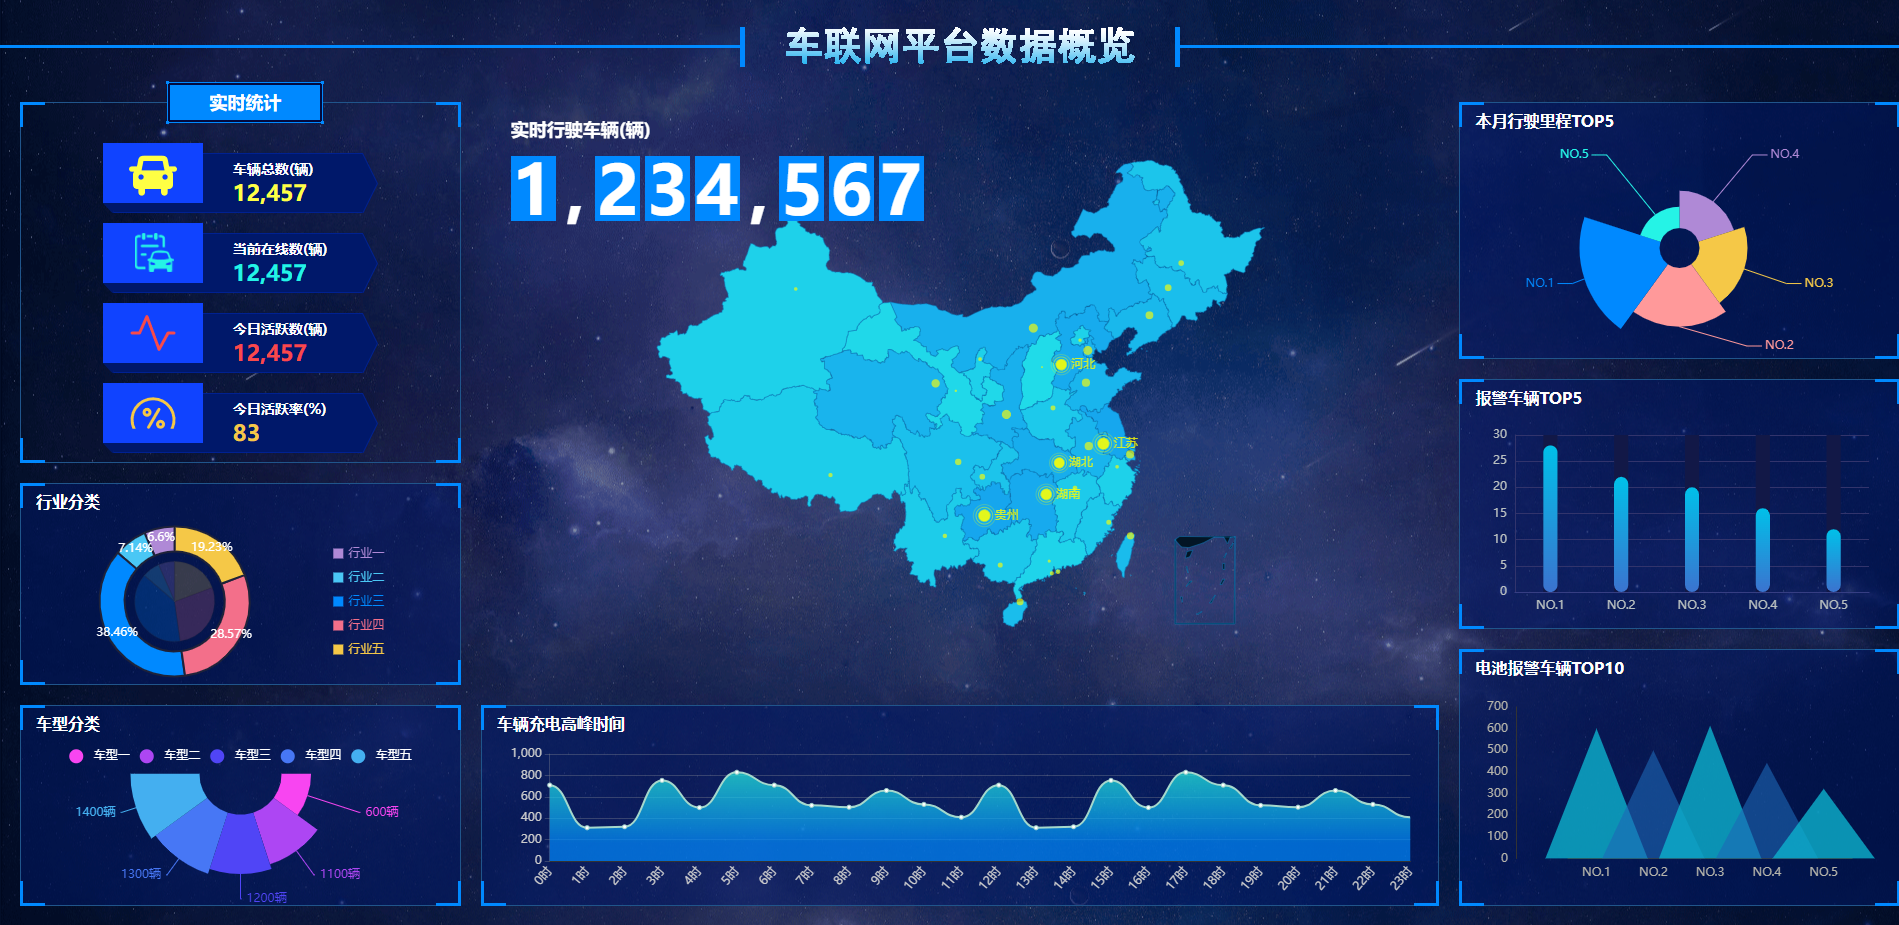 车联网平台数据概览
实时统计
车辆总数(辆)
12,457
当前在线数(辆)
12,457
今日活跃数(辆)
12,457
今日活跃率(%)
83
行业分类
6.6%
7.14%
19.23%
38.46%
28.57%
行业一
行业二
行业三
行业四
行业五
车型分类
车型一 车型二 车型三 车型四 车型五
1400辆
600辆
1300辆
1100辆
1200辆
实时行驶车辆(辆)
1,234,567
河北
江苏
湖北
湖南
贵州
车辆充电高峰时间
1,000
800
600
400
200
0
0时 1时 2时 3时 4时 5时 6时 7时 8时 9时 10时 11时 12时 13时 14时 15时 16时 17时 18时 19时 20时 21时 22时 23时
本月行驶里程TOP5
NO.5
NO.4
NO.1
NO.3
NO.2
报警车辆TOP5
30
25
20
15
10
5
0
NO.1 NO.2 NO.3 NO.4 NO.5
电池报警车辆TOP10
700
600
500
400
300
200
100
0
NO.1 NO.2 NO.3 NO.4 NO.5